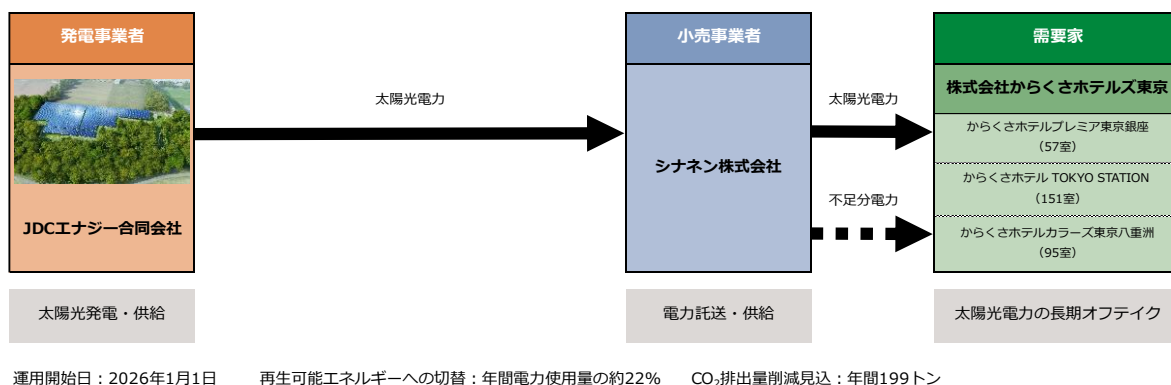 発電事業者
JDCエナジー合同会社
太陽光発電・供給
太陽光電力
小売事業者
シナネン株式会社
電力託送・供給
太陽光電力
不足分電力
需要家
株式会社からくさホテルズ東京
からくさホテルプレミア東京銀座
（57室）
からくさホテル TOKYO STATION
（151室）
からくさホテルカラーズ東京八重洲
（95室）
太陽光電力の長期オフテイク
運用開始日：2026年1月1日 再生可能エネルギーへの切替：年間電力使用量の約22% CO₂排出量削減見込：年間199トン